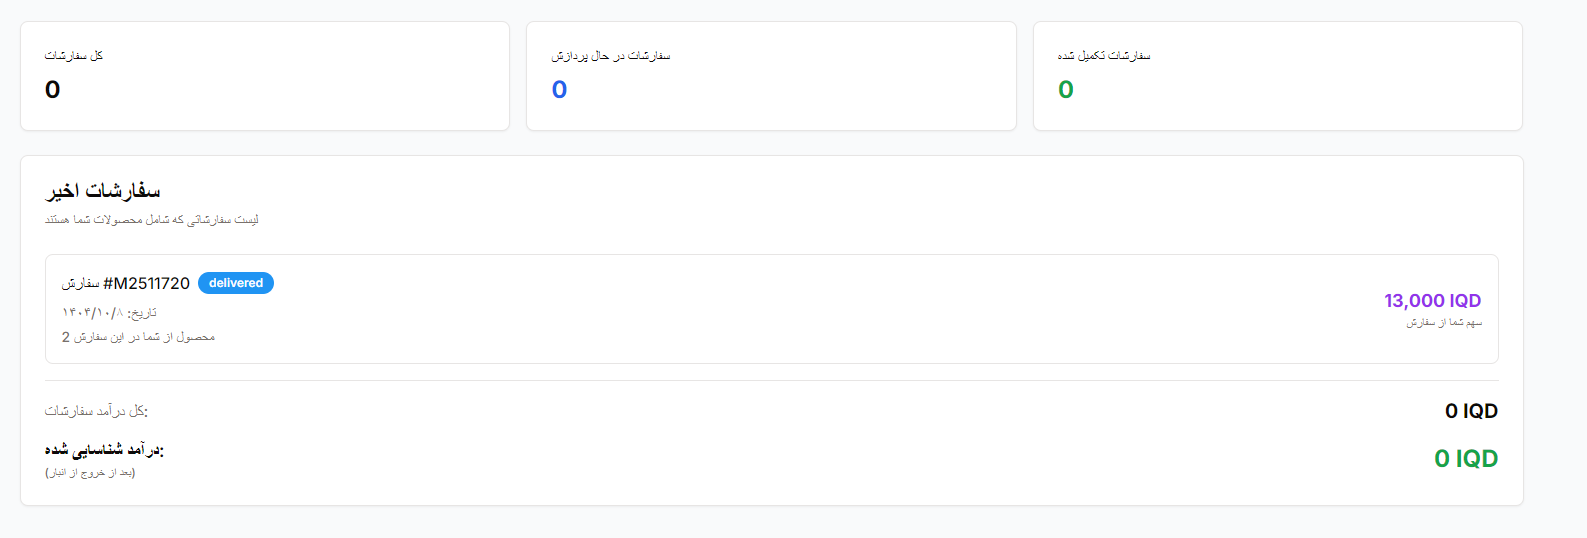 کل سفارشات
0
سفارشات در حال پردازش
0
سفارشات تکمیل شده
0
سفارشات اخیر
لیست سفارشاتی که شامل محصولات شما هستند
سفارش #M2511720 delivered
تاریخ: ۱۴۰۴/۱۰/۸
2 محصول از شما در این سفارش
13,000 IQD
سهم شما از سفارش
کل درآمد سفارشات:
0 IQD
درآمد شناسایی شده:
(بعد از خروج از انبار)
0 IQD